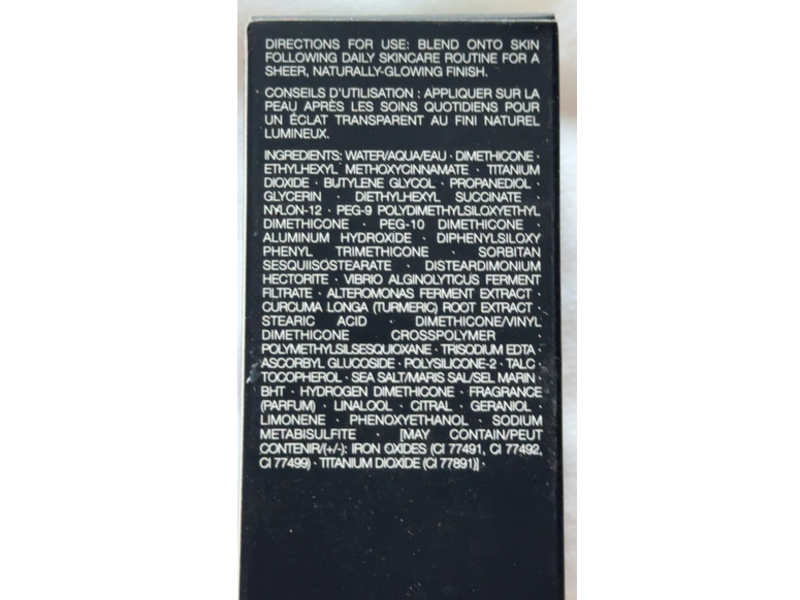 DIRECTIONS FOR USE: BLEND ONTO SKIN
FOLLOWING DAILY SKINCARE ROUTINE FOR A
SHEER, NATURALLY-GLOWING FINISH.
CONSEILS D'UTILISATION : APPLIQUER SUR LA
PEAU APRÈS LES SOINS QUOTIDIENS POUR
UN ÉCLAT TRANSPARENT AU FINI NATUREL
LUMINEUX.
INGREDIENTS: WATER/AQUA/EAU · DIMETHICONE ·
ETHYLHEXYL METHOXYCINNAMATE · TITANIUM
DIOXIDE · BUTYLENE GLYCOL · PROPANEDIOL ·
GLYCERIN · DIETHYLHEXYL SUCCINATE ·
NYLON-12 · PEG-9 POLYDIMETHYLSILOXYETHYL
DIMETHICONE · PEG-10 DIMETHICONE ·
ALUMINUM HYDROXIDE · DIPHENYLSILOXY
PHENYL TRIMETHICONE · SORBITAN
SESQUIISOSTEARATE · DISTEARDIMONIUM
HECTORITE · VIBRIO ALGINOLYTICUS FERMENT
FILTRATE · ALTEROMONAS FERMENT EXTRACT ·
CURCUMA LONGA (TURMERIC) ROOT EXTRACT ·
STEARIC ACID · DIMETHICONE/VINYL
DIMETHICONE CROSSPOLYMER ·
POLYMETHYLSILSESQUIOXANE · TRISODIUM EDTA ·
ASCORBYL GLUCOSIDE · POLYSILICONE-2 · TALC ·
TOCOPHEROL · SEA SALT/MARIS SAL/SEL MARIN ·
BHT · HYDROGEN DIMETHICONE · FRAGRANCE
(PARFUM) · LINALOOL · CITRAL · GERANIOL ·
LIMONENE · PHENOXYETHANOL · SODIUM
METABISULFITE · [MAY CONTAIN/PEUT
CONTENIR/(+/-): IRON OXIDES (CI 77491, CI 77492,
CI 77499) · TITANIUM DIOXIDE (CI 77891)] ·